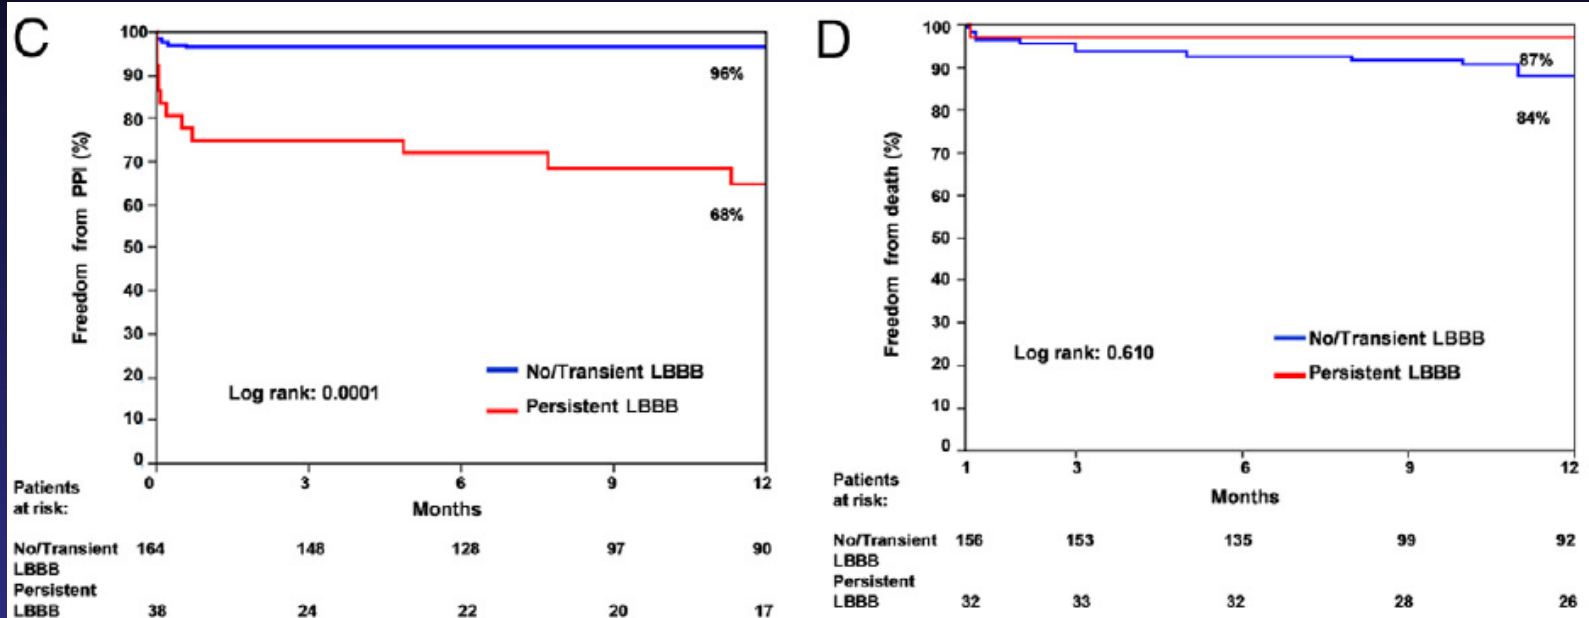 C
Freedom from PPI (%)
100
90
80
70
60
50
40
30
20
10
0
96%
68%
Log rank: 0.0001
No/Transient LBBB
Persistent LBBB
0 3 6 9 12
Months
Patients
at risk:
No/Transient 164 148 128 97 90
LBBB
Persistent
LBBB 38 24 22 20 17
D
Freedom from death (%)
100
90
80
70
60
50
40
30
20
10
0
87%
84%
Log rank: 0.610
No/Transient LBBB
Persistent LBBB
1 3 6 9 12
Months
Patients
at risk:
No/Transient 156 153 135 99 92
LBBB
Persistent
LBBB 32 33 32 28 26